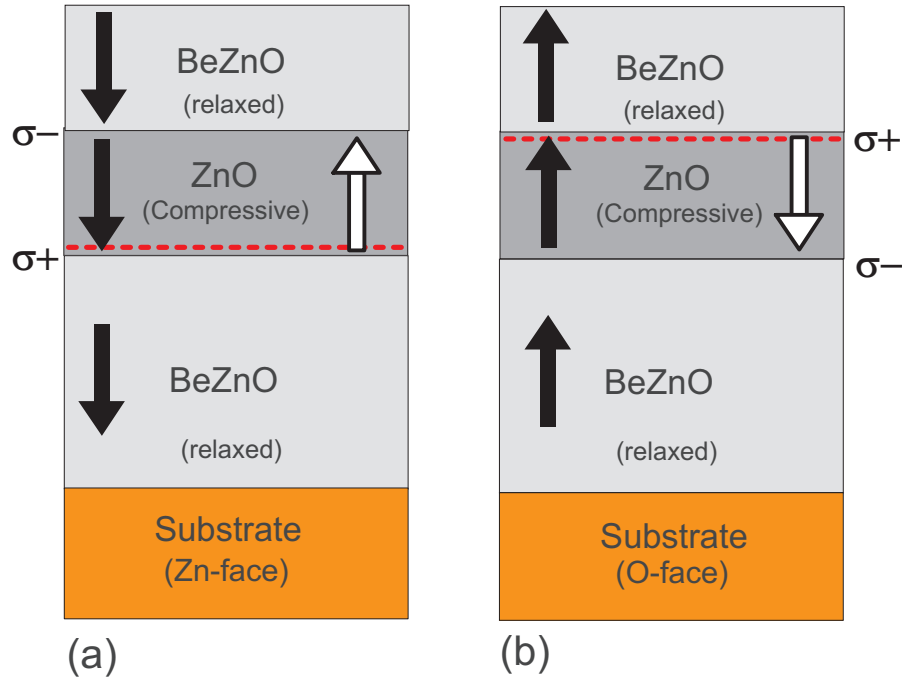 BeZnO
(relaxed)
σ−
ZnO
(Compressive)
σ+
BeZnO
(relaxed)
Substrate
(Zn-face)
(a)
BeZnO
(relaxed)
σ+
ZnO
(Compressive)
σ−
BeZnO
(relaxed)
Substrate
(O-face)
(b)